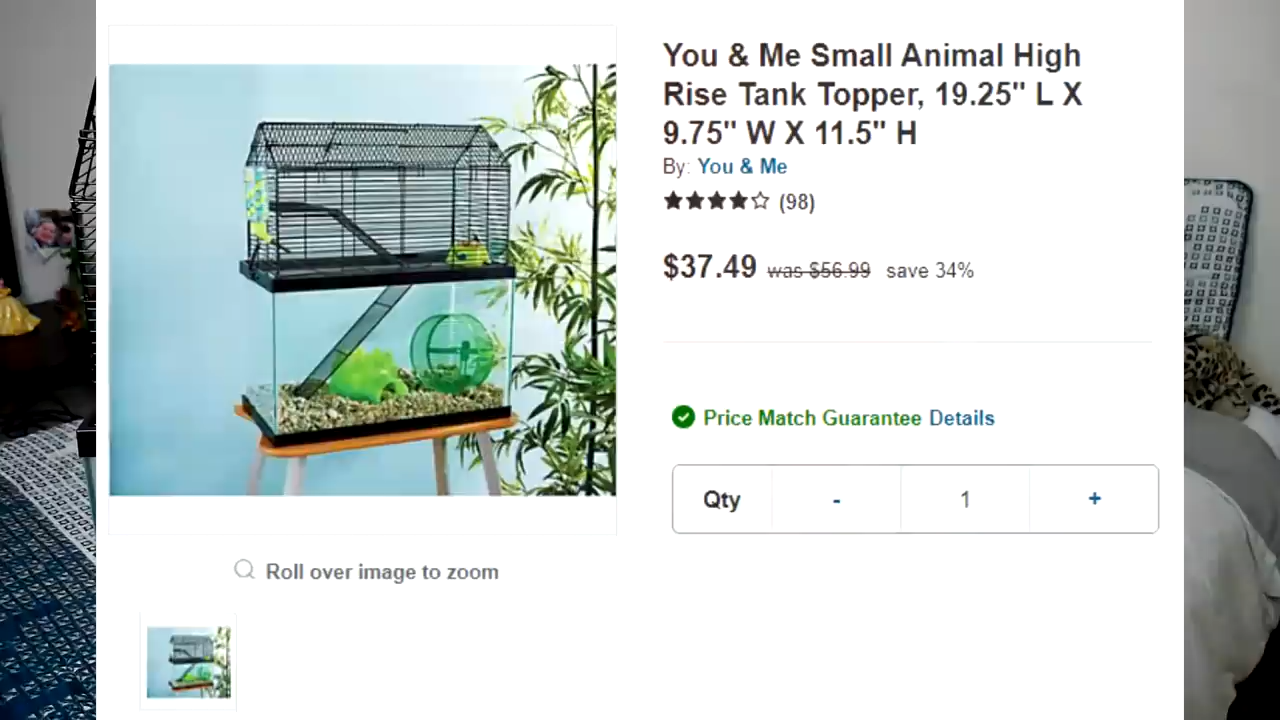 You & Me Small Animal High
Rise Tank Topper, 19.25" L X
9.75" W X 11.5" H
By: You & Me
(98)
$37.49 was $56.99 save 34%
Price Match Guarantee Details
Qty - 1 +
Roll over image to zoom